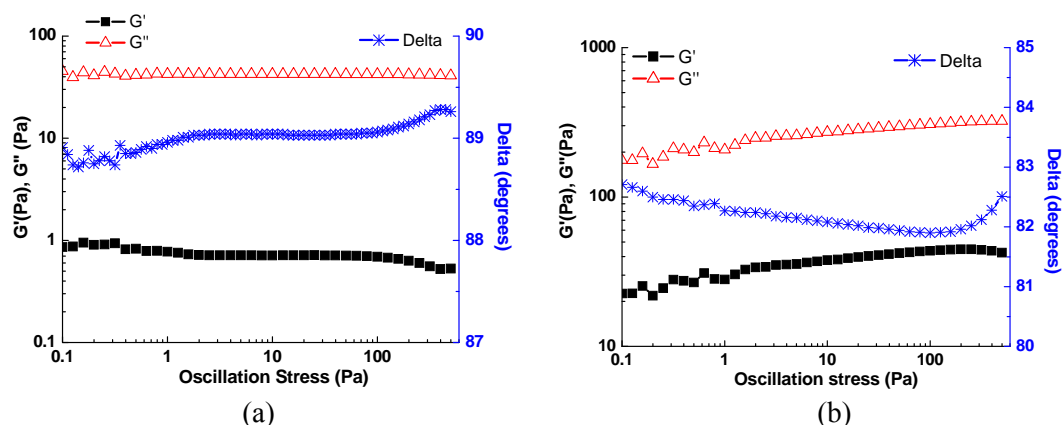 G'
G''
Delta
100
10
1
0.1
G'(Pa), G'' (Pa)
90
89
88
87
Delta (degrees)
0.1 1 10 100
Oscillation Stress (Pa)
(a)
G'
G''
Delta
1000
100
10
G'(Pa), G''(Pa)
85
84
83
82
81
80
Delta (degrees)
0.1 1 10 100
Oscillation stress (Pa)
(b)